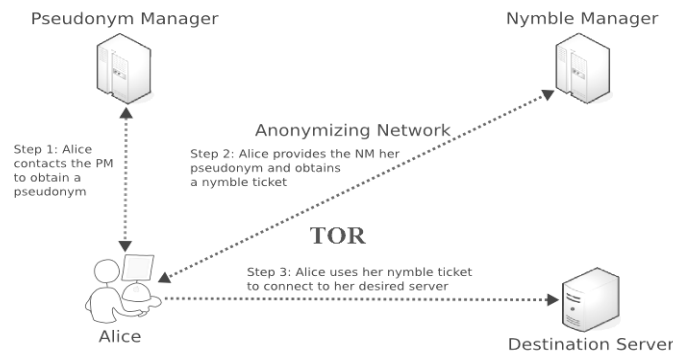 Pseudonym Manager
Nymble Manager
Anonymizing Network
Step 1: Alice
contacts the PM
to obtain a
pseudonym
Step 2: Alice provides the NM her
pseudonym and obtains
a nymble ticket
TOR
Step 3: Alice uses her nymble ticket
to connect to her desired server
Alice
Destination Server